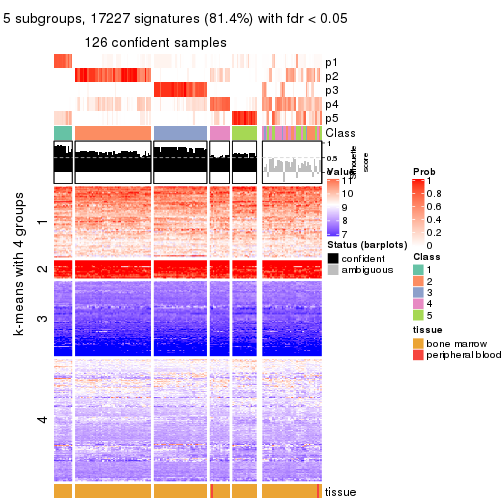 5 subgroups, 17227 signatures (81.4%) with fdr < 0.05
126 confident samples
p1
p2
p3
p4
p5
Class
1
0.5
0
Silhouette
score
k-means with 4 groups
1
2
3
4
tissue
Value
11
10
9
8
7
Status (barplots)
confident
ambiguous
Prob
1
0.8
0.6
0.4
0.2
0
Class
1
2
3
4
5
tissue
bone marrow
peripheral blood